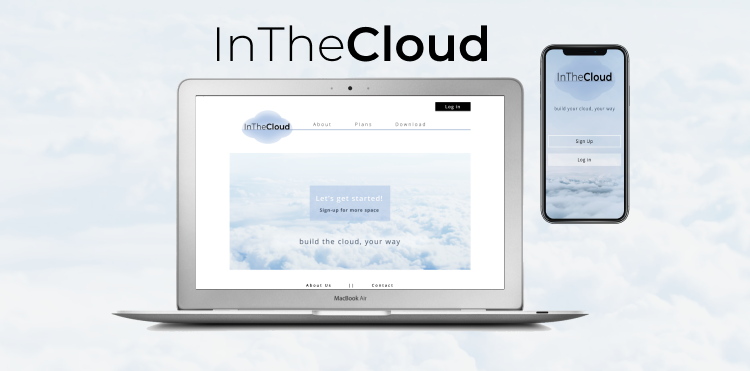 InTheCloud
Log In
InTheCloud
About Plans Download
Let's get started!
Sign-up for more space
build the cloud, your way
About Us || Contact
MacBook Air
InTheCloud
build your cloud, your way
Sign Up
Log In